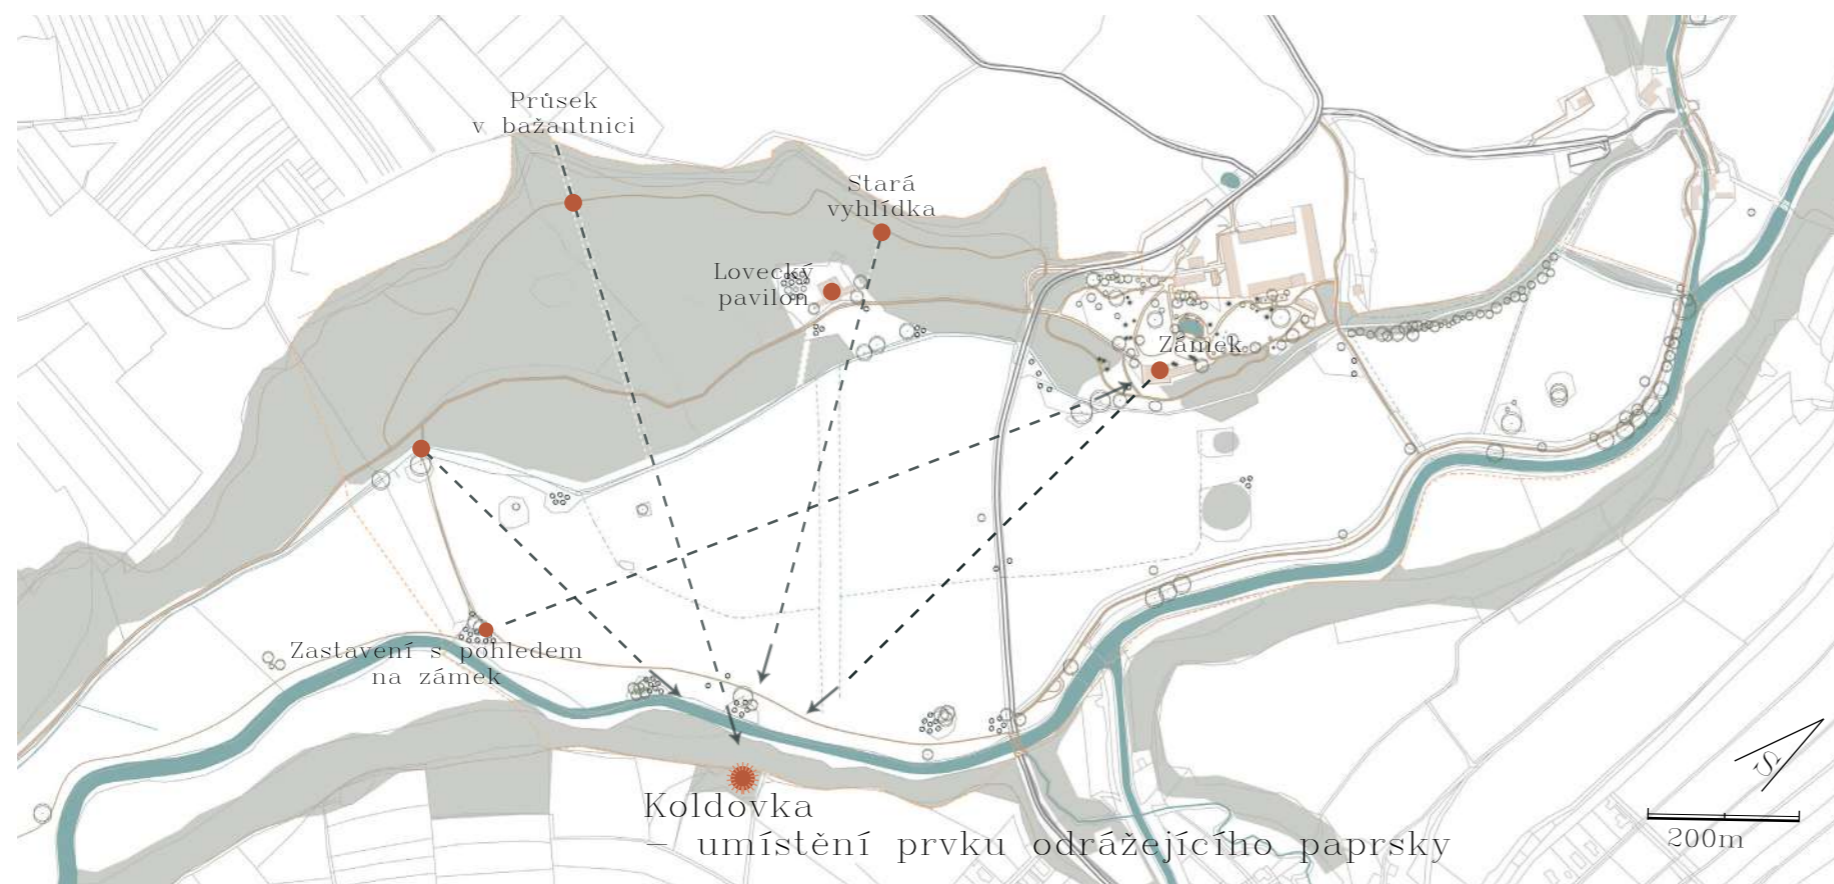 Průsek
v bažantnici
Stará
vyhlídka
Lovecký
pavilon
Zámek
Zastavení s pohledem
na zámek
Koldovka
– umístění prvku odrážejícího paprsky
S
200m